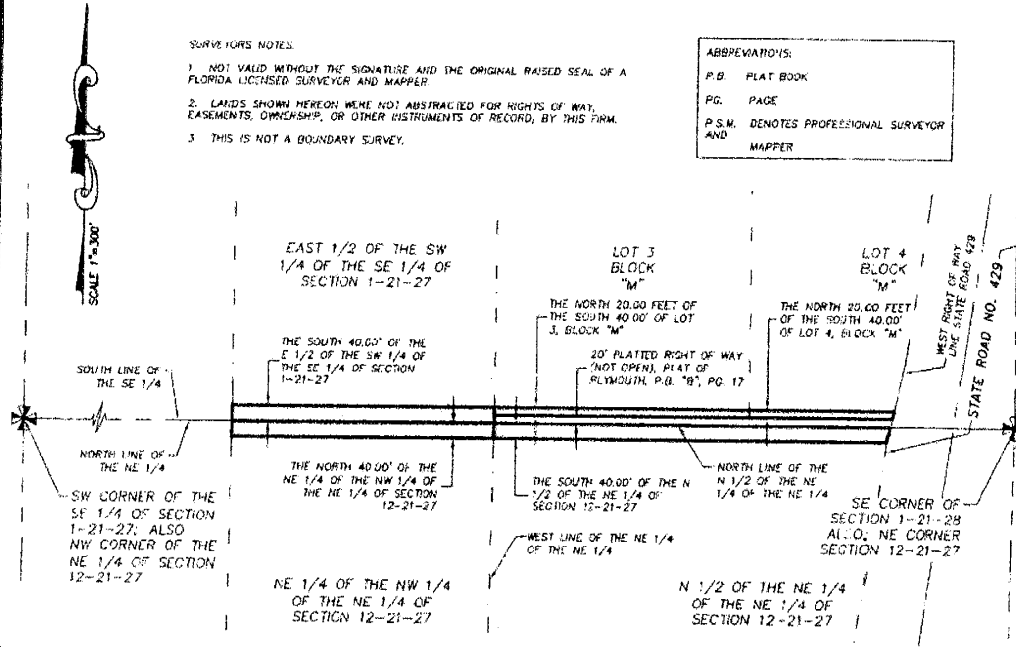 SURVEYORS NOTES:
1 NOT VALID WITHOUT THE SIGNATURE AND THE ORIGINAL RAISED SEAL OF A
FLORIDA LICENSED SURVEYOR AND MAPPER.
2. LANDS SHOWN HEREON WERE NOT ABSTRACTED FOR RIGHTS OF WAY,
EASEMENTS, OWNERSHIP, OR OTHER INSTRUMENTS OF RECORD, BY THIS FIRM.
3 THIS IS NOT A BOUNDARY SURVEY.
ABBREVIATIONS:
P.B. PLAT BOOK
PG. PAGE
P.S.M. DENOTES PROFESSIONAL SURVEYOR
AND
MAPPER
SCALE 1"=300'
EAST 1/2 OF THE SW
1/4 OF THE SE 1/4 OF
SECTION 1-21-27
LOT 3
BLOCK
"M"
LOT 4
BLOCK
"M"
WEST RIGHT OF WAY
LINE STATE ROAD 429
STATE ROAD NO. 429
THE NORTH 20.00 FEET OF
THE SOUTH 40.00' OF LOT
3, BLOCK "M"
THE NORTH 20.00 FEET
OF THE SOUTH 40.00'
OF LOT 4, BLOCK "M"
THE SOUTH 40.00' OF THE
E 1/2 OF THE SW 1/4 OF
THE SE 1/4 OF SECTION
1-21-27
20' PLATTED RIGHT OF WAY
(NOT OPEN), PLAT OF
PLYMOUTH, P.B. "B", PG. 17
SOUTH LINE OF
THE SE 1/4
NORTH LINE OF
THE NE 1/4
THE NORTH 40.00' OF THE
NE 1/4 OF THE NW 1/4 OF
THE NE 1/4 OF SECTION
12-21-27
THE SOUTH 40.00' OF THE N
1/2 OF THE NE 1/4 OF
SECTION 12-21-27
NORTH LINE OF THE
N 1/2 OF THE NE
1/4 OF THE NE 1/4
SW CORNER OF THE
SE 1/4 OF SECTION
1-21-27; ALSO
NW CORNER OF THE
NE 1/4 OF SECTION
12-21-27
SE CORNER OF
SECTION 1-21-28
ALSO; NE CORNER
SECTION 12-21-27
WEST LINE OF THE NE 1/4
OF THE NE 1/4
NE 1/4 OF THE NW 1/4
OF THE NE 1/4 OF
SECTION 12-21-27
N 1/2 OF THE NE 1/4
OF THE NE 1/4 OF
SECTION 12-21-27